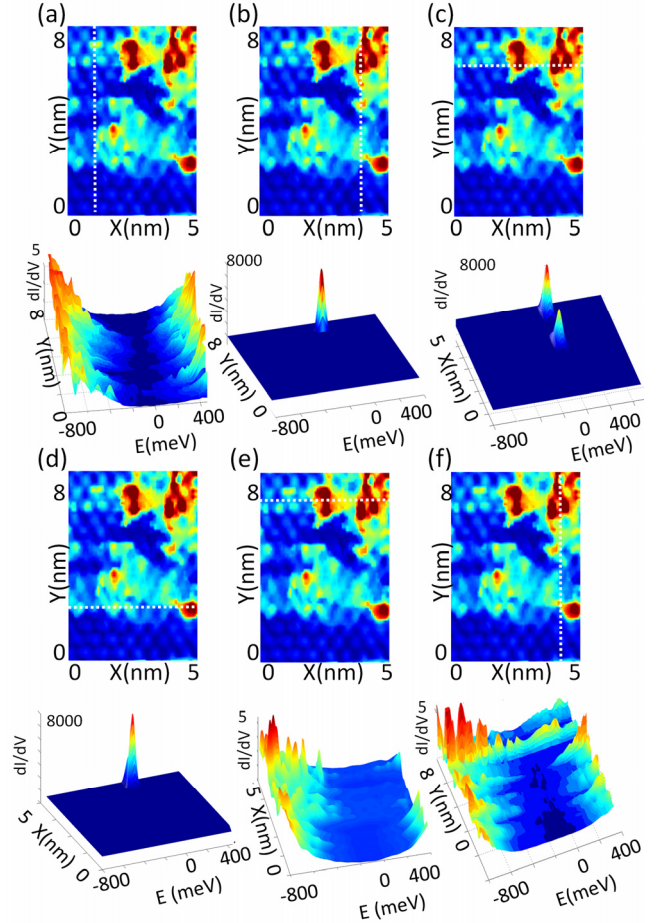 (a) (b) (c)
8 8 8
Y(nm) Y(nm) Y(nm)
0 0 0
0 X(nm) 5 0 X(nm) 5 0 X(nm) 5
5 dI/dV 8 Y(nm) 0 -800 0 400 E(meV)
8000 dI/dV 8 Y(nm) 0 -800 0 400 E(meV)
8000 dI/dV 5 X(nm) 0 -800 0 400 E(meV)
(d) (e) (f)
8 8 8
Y(nm) Y(nm) Y(nm)
0 0 0
0 X(nm) 5 0 X(nm) 5 0 X(nm) 5
8000 dI/dV 5 X(nm) 0 -800 0 400 E (meV)
5 dI/dV 5 X(nm) 0 -800 0 400 E(meV)
5 dI/dV 8 Y(nm) 0 -800 0 400 E(meV)